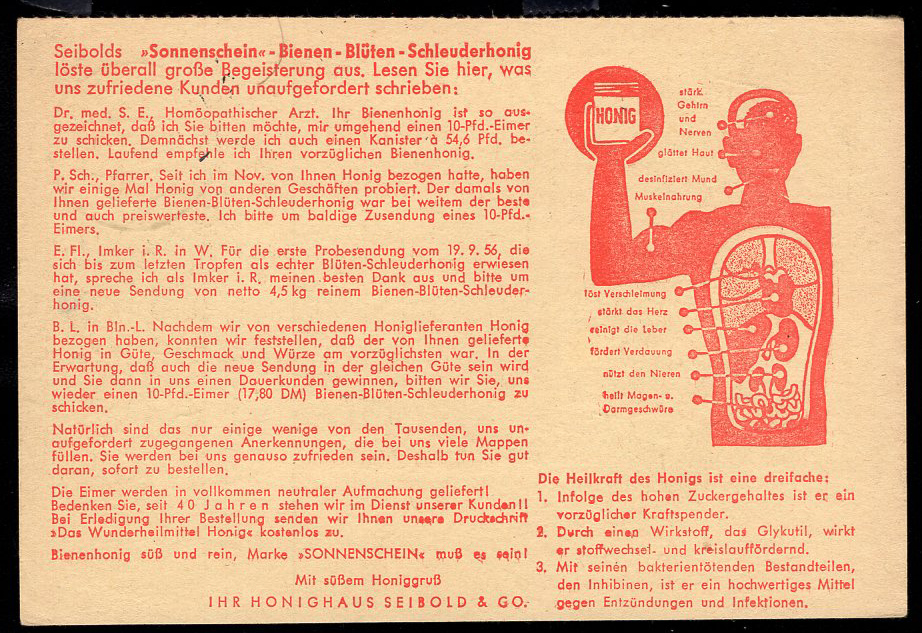 Seibolds »Sonnenschein«-Bienen-Blüten-Schleuderhonig
löste überall große Begeisterung aus. Lesen Sie hier, was
uns zufriedene Kunden unaufgefordert schrieben:
Dr. med. S. E., Homöopathischer Arzt. Ihr Bienenhonig ist so aus-
gezeichnet, daß ich Sie bitten möchte, mir umgehend einen 10-Pfd.-Eimer
zu schicken. Demnächst werde ich auch einen Kanister à 54,6 Pfd. be-
stellen. Laufend empfehle ich Ihren vorzüglichen Bienenhonig.
P. Sch., Pfarrer. Seit ich im Nov. von Ihnen Honig bezogen hatte, haben
wir einige Mal Honig von anderen Geschäften probiert. Der damals von
Ihnen gelieferte Bienen-Blüten-Schleuderhonig war bei weitem der beste
und auch preiswerteste. Ich bitte um baldige Zusendung eines 10-Pfd.-
Eimers.
E. Fl., Imker i. R. in W. Für die erste Probesendung vom 19. 9. 56, die
sich bis zum letzten Tropfen als echter Blüten-Schleuderhonig erwiesen
hat, spreche ich als Imker i. R. meinen besten Dank aus und bitte um
eine neue Sendung von netto 4,5 kg reinem Bienen-Blüten-Schleuder-
honig.
B. L. in Bln.-L. Nachdem wir von verschiedenen Honiglieferanten Honig
bezogen haben, konnten wir feststellen, daß der von Ihnen gelieferte
Honig in Güte, Geschmack und Würze am vorzüglichsten war. In der
Erwartung, daß auch die neue Sendung in der gleichen Güte sein wird
und Sie dann in uns einen Dauerkunden gewinnen, bitten wir Sie, uns
wieder einen 10-Pfd.-Eimer (17,80 DM) Bienen-Blüten-Schleuderhonig zu
schicken.
Natürlich sind das nur einige wenige von den Tausenden, uns un-
aufgefordert zugegangenen Anerkennungen, die bei uns viele Mappen
füllen. Sie werden bei uns genauso zufrieden sein. Deshalb tun Sie gut
daran, sofort zu bestellen.
Die Eimer werden in vollkommen neutraler Aufmachung geliefert!
Bedenken Sie, seit 40 Jahren stehen wir im Dienst unserer Kunden!!
Bei Erledigung Ihrer Bestellung senden wir Ihnen unsere Druckschrift
»Das Wunderheilmittel Honig« kostenlos zu.
Bienenhonig süß und rein, Marke »SONNENSCHEIN« muß es sein!
Mit süßem Honiggruß
IHR HONIGHAUS SEIBOLD & CO.
HONIG
stärk.
Gehirn
und
Nerven
glättet Haut
desinfiziert Mund
Muskelnahrung
löst Verschleimung
stärkt das Herz
reinigt die Leber
fördert Verdauung
nützt den Nieren
heilt Magen- u.
Darmgeschwüre
Die Heilkraft des Honigs ist eine dreifache:
1. Infolge des hohen Zuckergehaltes ist er ein
vorzüglicher Kraftspender.
2. Durch einen Wirkstoff, das Glykutil, wirkt
er stoffwechsel- und kreislauffördernd.
3. Mit seinen bakterientötenden Bestandteilen,
den Inhibinen, ist er ein hochwertiges Mittel
gegen Entzündungen und Infektionen.